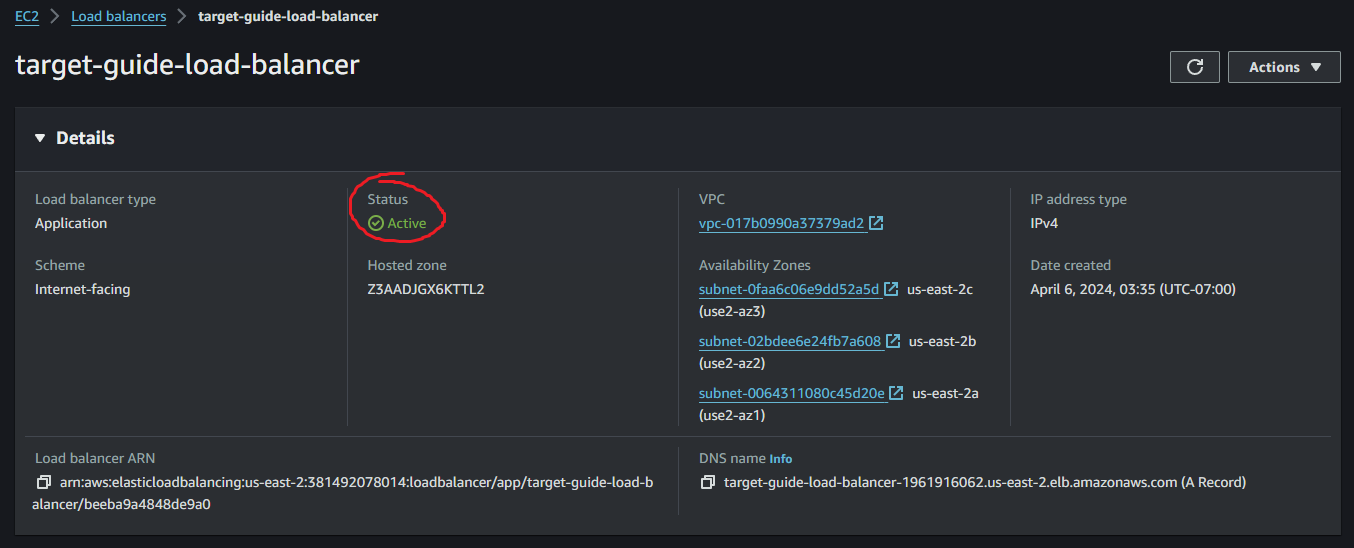 EC2 > Load balancers > target-guide-load-balancer
target-guide-load-balancer
Actions
Details
Load balancer type
Application
Status
Active
VPC
vpc-017b0990a37379ad2
IP address type
IPv4
Scheme
Internet-facing
Hosted zone
Z3AADJGX6KTTL2
Availability Zones
subnet-0faa6c06e9dd52a5d us-east-2c
(use2-az3)
subnet-02bdee6e24fb7a608 us-east-2b
(use2-az2)
subnet-0064311080c45d20e us-east-2a
(use2-az1)
Date created
April 6, 2024, 03:35 (UTC-07:00)
Load balancer ARN
arn:aws:elasticloadbalancing:us-east-2:381492078014:loadbalancer/app/target-guide-load-b
alancer/beeba9a4848de9a0
DNS name Info
target-guide-load-balancer-1961916062.us-east-2.elb.amazonaws.com (A Record)